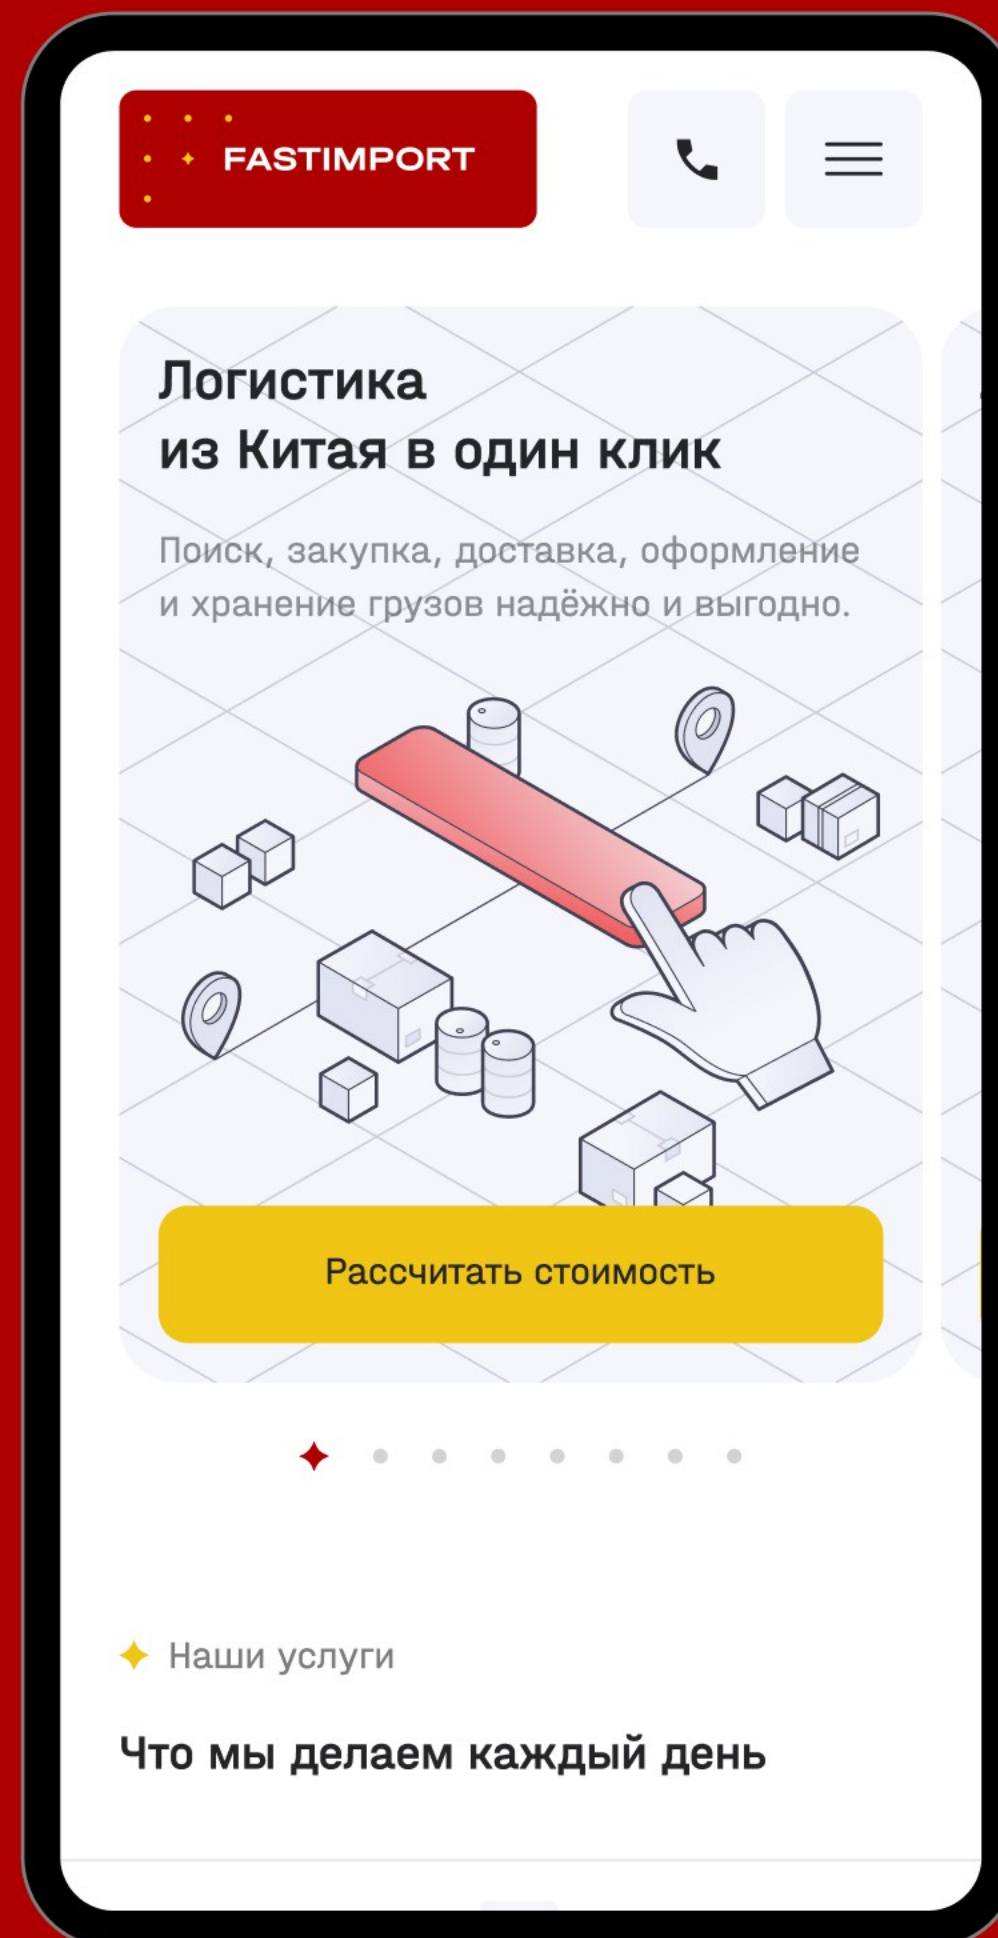 FASTIMPORT
Логистика
из Китая в один клик
Поиск, закупка, доставка, оформление
и хранение грузов надёжно и выгодно.
Рассчитать стоимость
Наши услуги
Что мы делаем каждый день